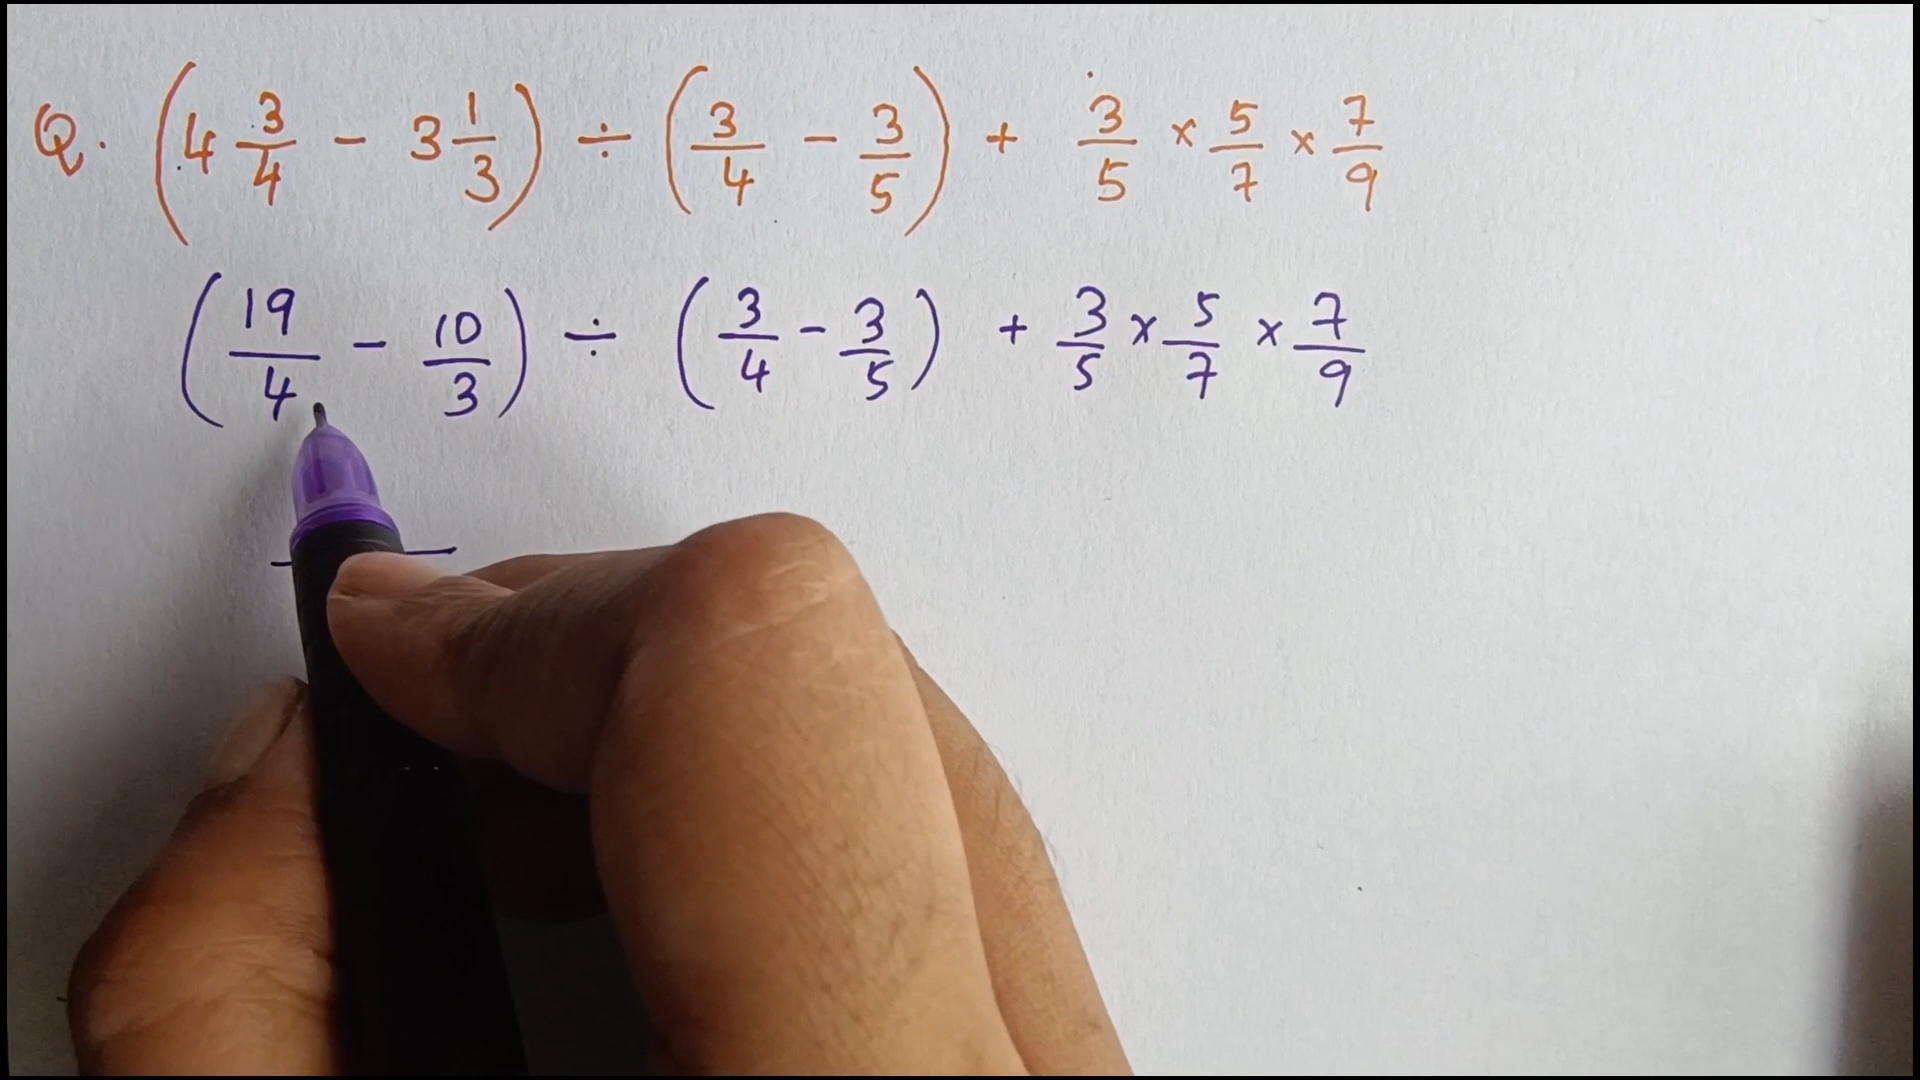 Q. (4 3/4 - 3 1/3) ÷ (3/4 - 3/5) + 3/5 × 5/7 × 7/9
(19/4 - 10/3) ÷ (3/4 - 3/5) + 3/5 × 5/7 × 7/9